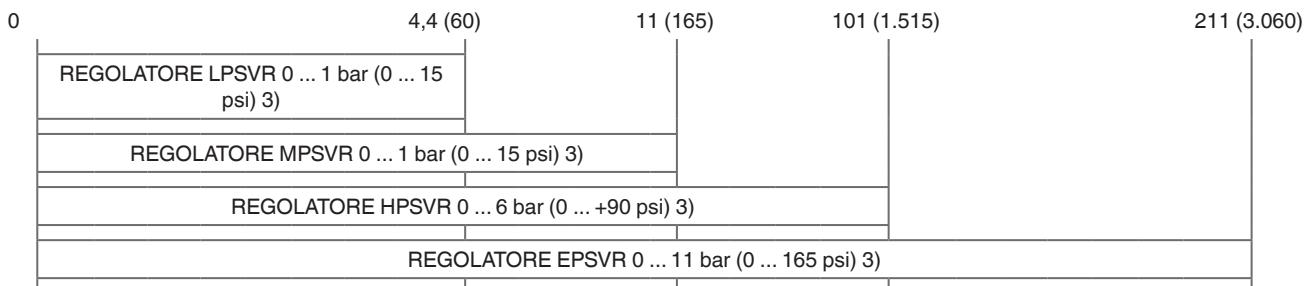 0 4,4 (60) 11 (165) 101 (1.515) 211 (3.060)
REGOLATORE LPSVR 0 ... 1 bar (0 ... 15
psi) 3)
REGOLATORE MPSVR 0 ... 1 bar (0 ... 15 psi) 3)
REGOLATORE HPSVR 0 ... 6 bar (0 ... +90 psi) 3)
REGOLATORE EPSVR 0 ... 11 bar (0 ... 165 psi) 3)